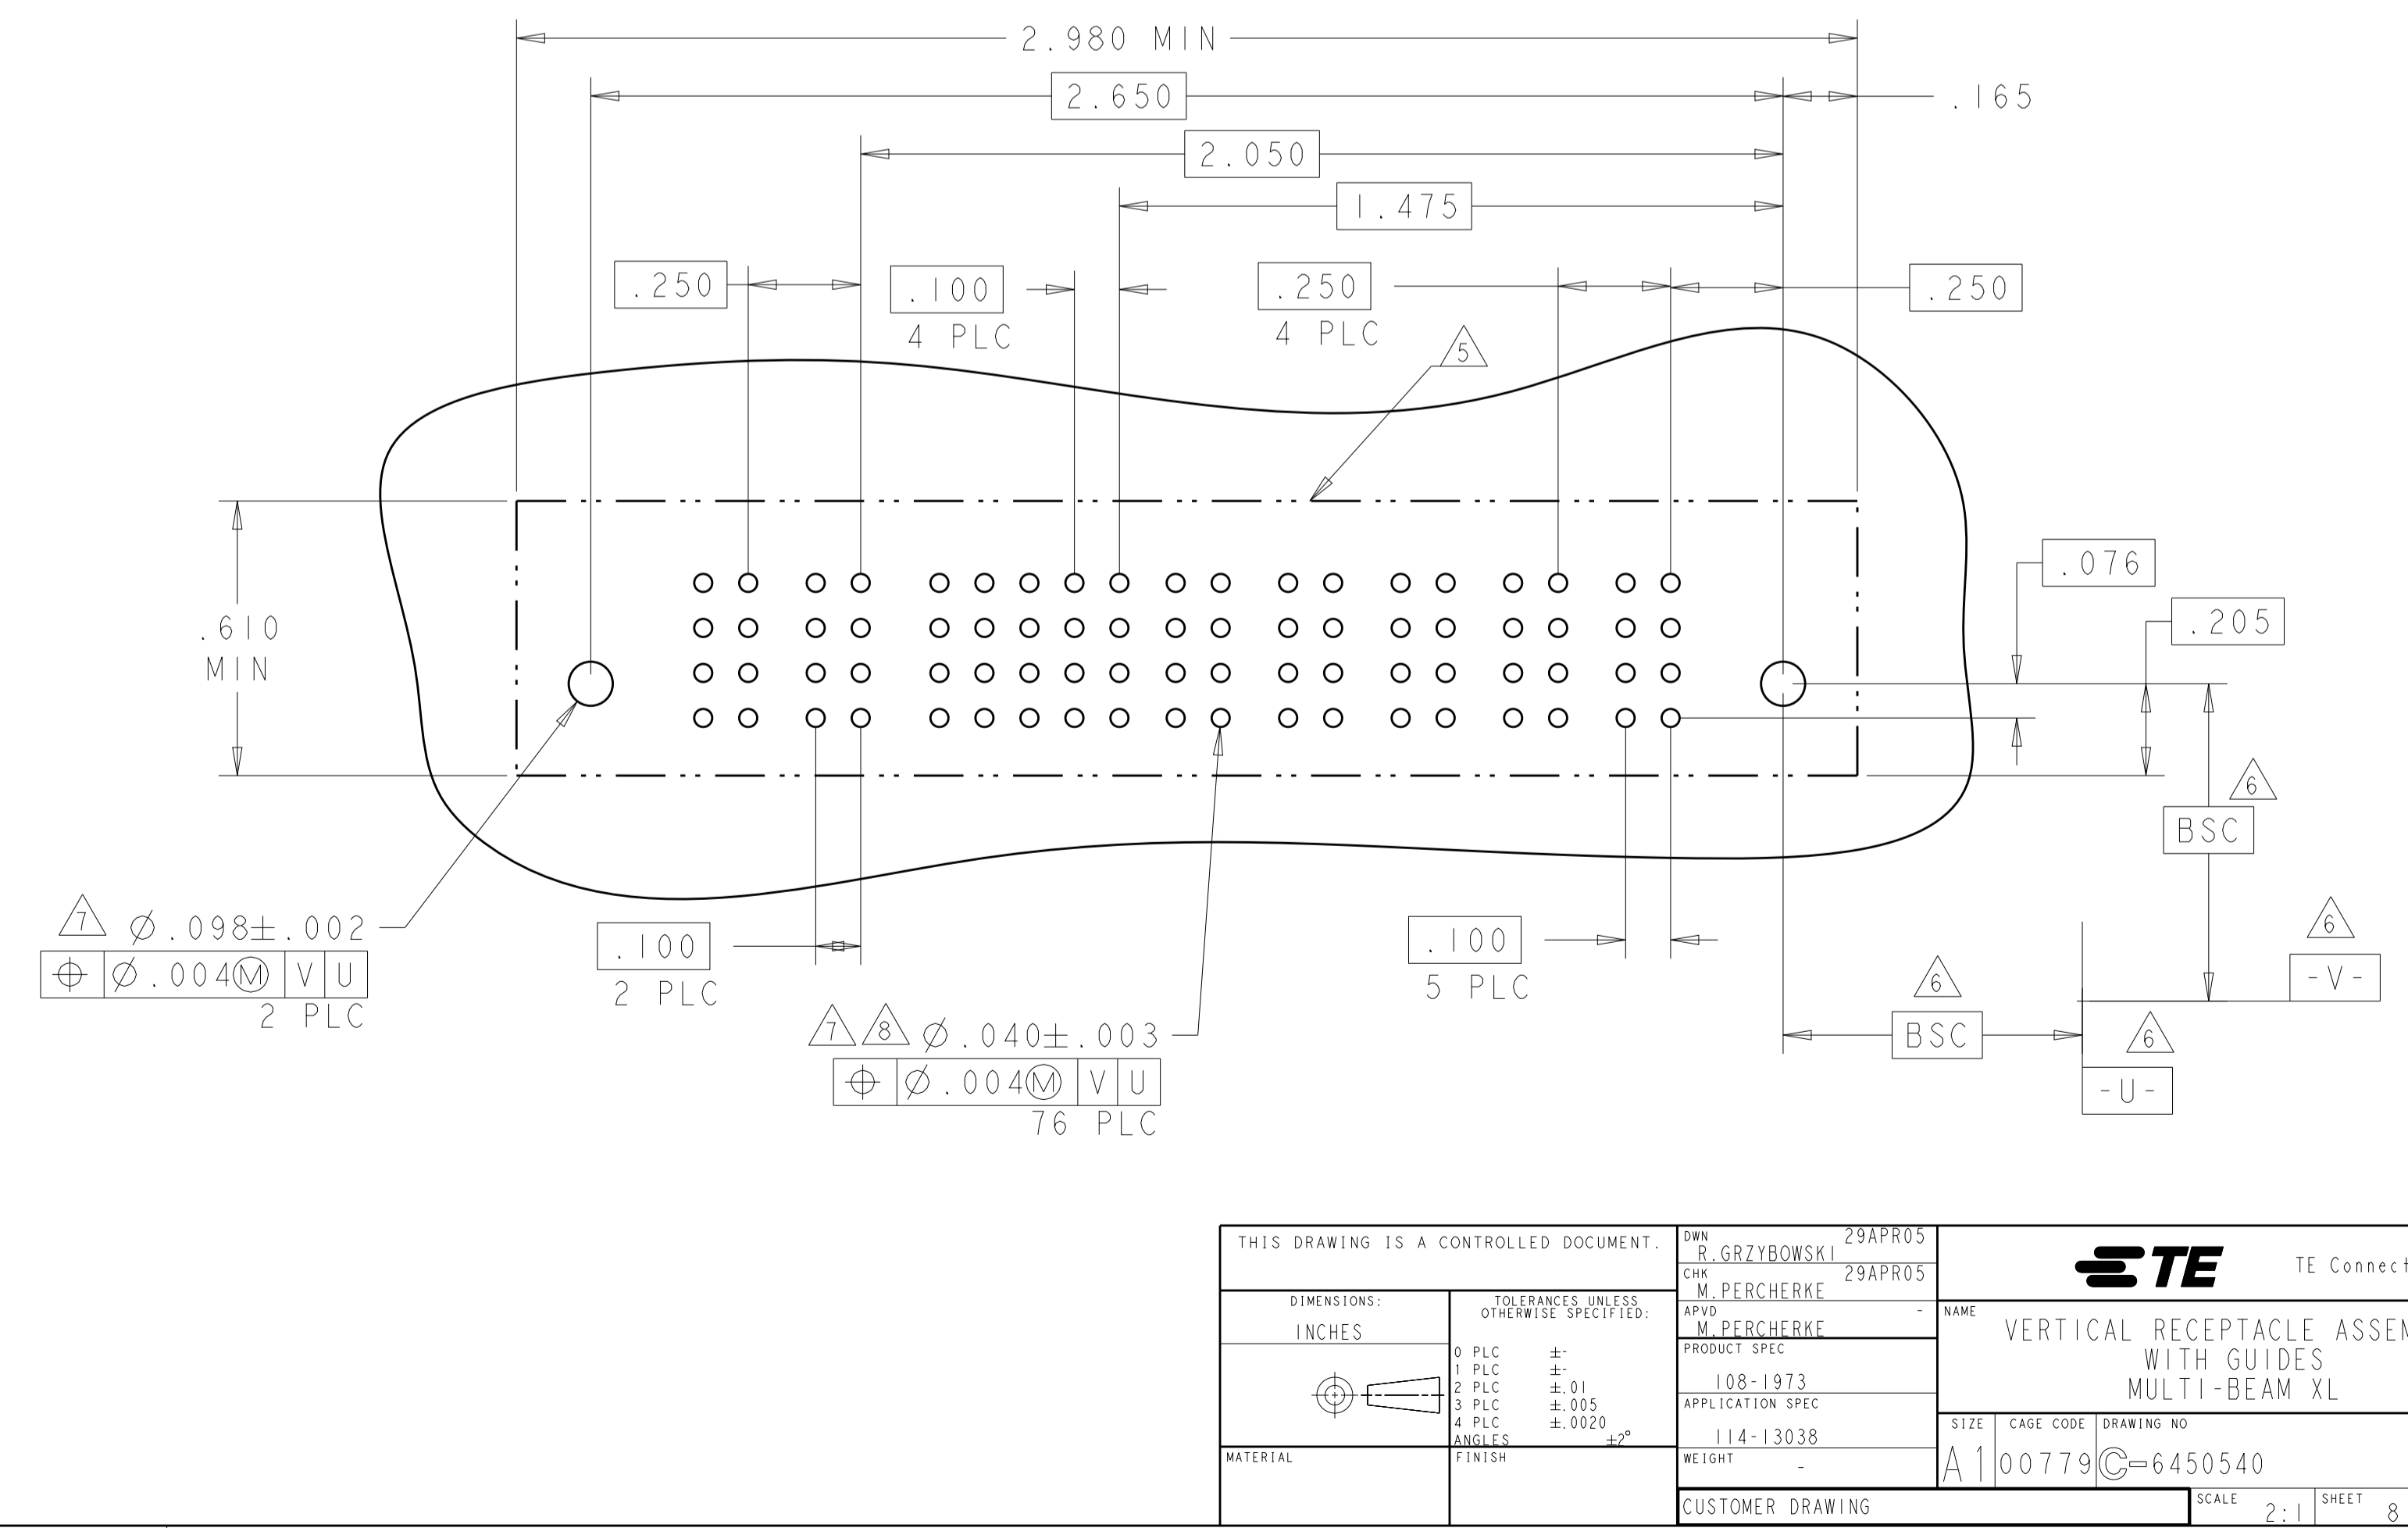 2.980 MIN
2.650
.165
2.050
1.475
.250
.100
4 PLC
.250
4 PLC
.250
5
.610
MIN
.076
.205
6
BSC
7 Ø.098±.002
⌖ Ø.004Ⓜ V U
2 PLC
.100
2 PLC
7 8 Ø.040±.003
⌖ Ø.004Ⓜ V U
76 PLC
.100
5 PLC
6
BSC
6
-V-
6
-U-
THIS DRAWING IS A CONTROLLED DOCUMENT.
DIMENSIONS:
INCHES
TOLERANCES UNLESS
OTHERWISE SPECIFIED:
0 PLC ±-
1 PLC ±-
2 PLC ±.01
3 PLC ±.005
4 PLC ±.0020
ANGLES ±2°
MATERIAL
FINISH
DWN 29APR05
R.GRZYBOWSKI
CHK 29APR05
M.PERCHERKE
APVD -
M.PERCHERKE
PRODUCT SPEC
108-1973
APPLICATION SPEC
114-13038
WEIGHT -
CUSTOMER DRAWING
TE
TE Connect
NAME
VERTICAL RECEPTACLE ASSEM
WITH GUIDES
MULTI-BEAM XL
SIZE
A1
CAGE CODE
00779
DRAWING NO
C-6450540
SCALE 2:1
SHEET 8